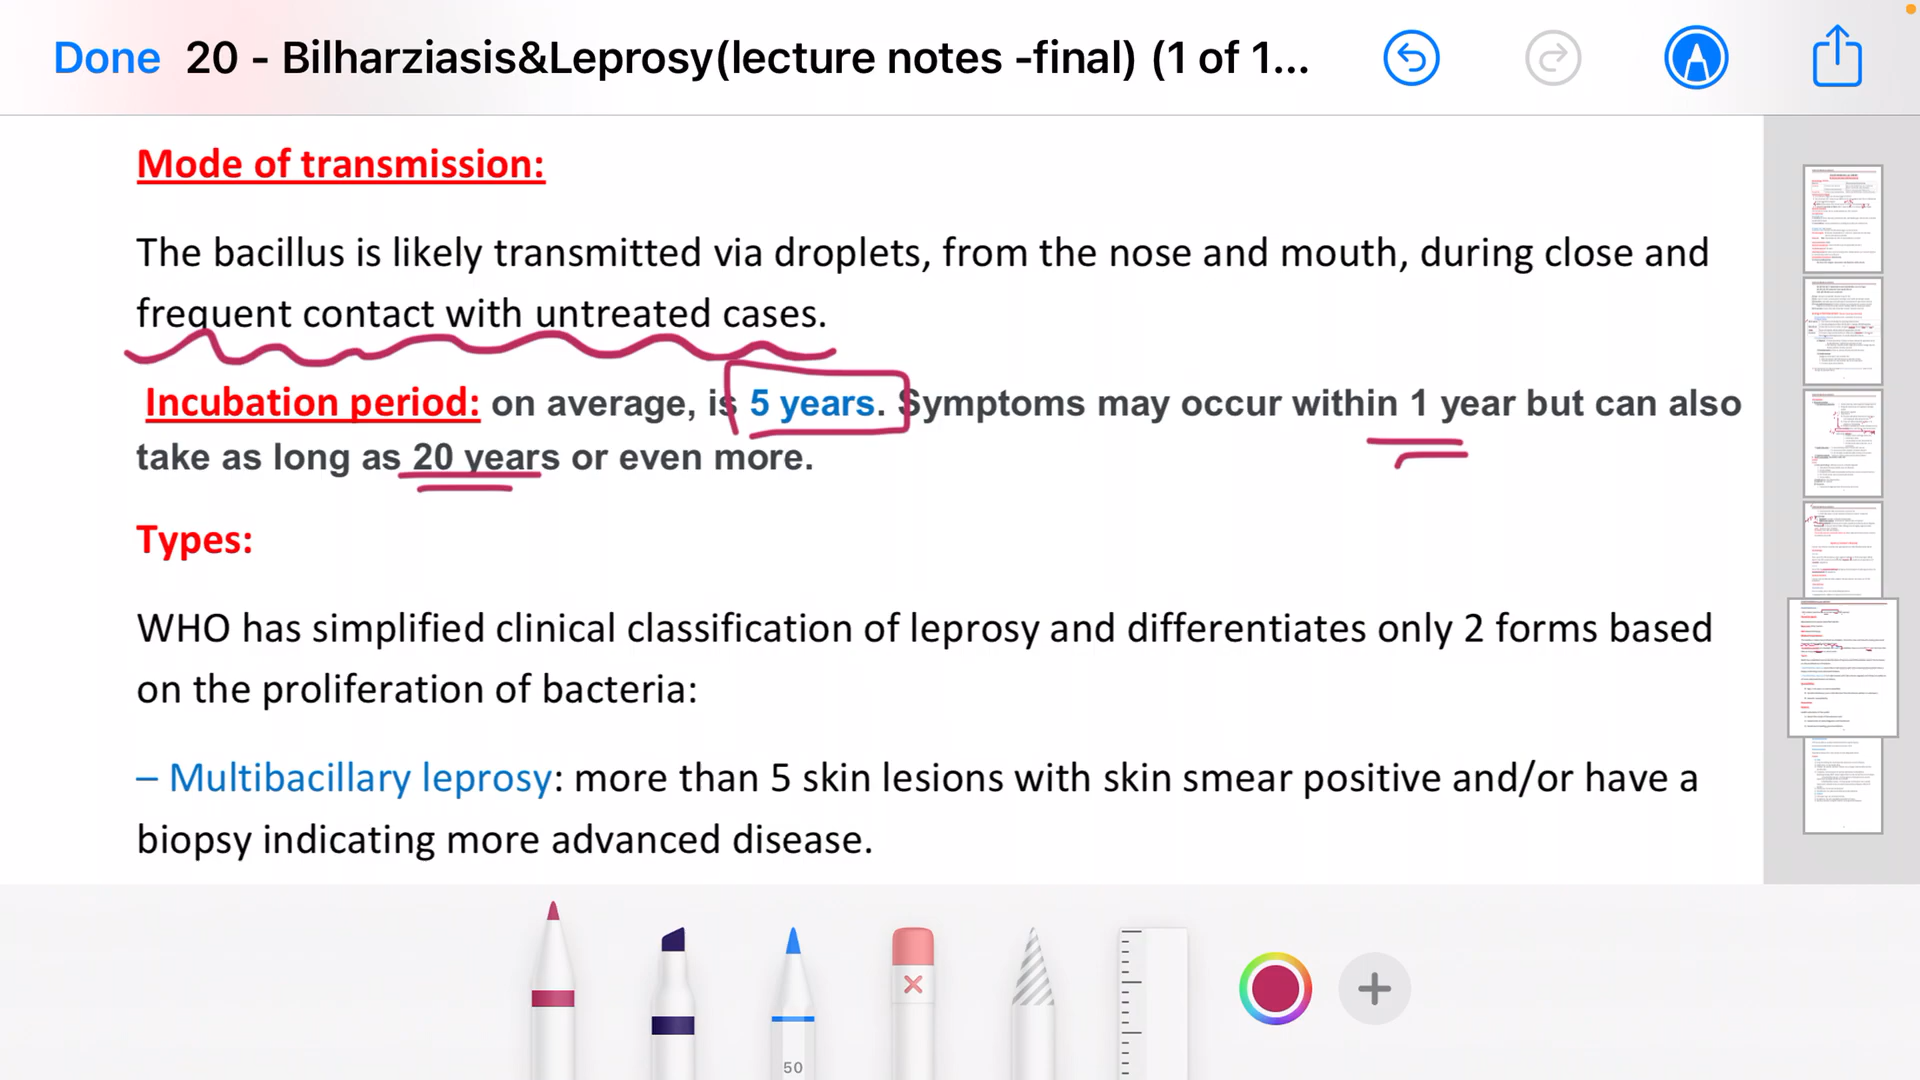 Done 20 - Bilharziasis&Leprosy(lecture notes -final) (1 of 1...
Mode of transmission:
The bacillus is likely transmitted via droplets, from the nose and mouth, during close and
frequent contact with untreated cases.
Incubation period: on average, is 5 years. Symptoms may occur within 1 year but can also
take as long as 20 years or even more.
Types:
WHO has simplified clinical classification of leprosy and differentiates only 2 forms based
on the proliferation of bacteria:
– Multibacillary leprosy: more than 5 skin lesions with skin smear positive and/or have a
biopsy indicating more advanced disease.
50